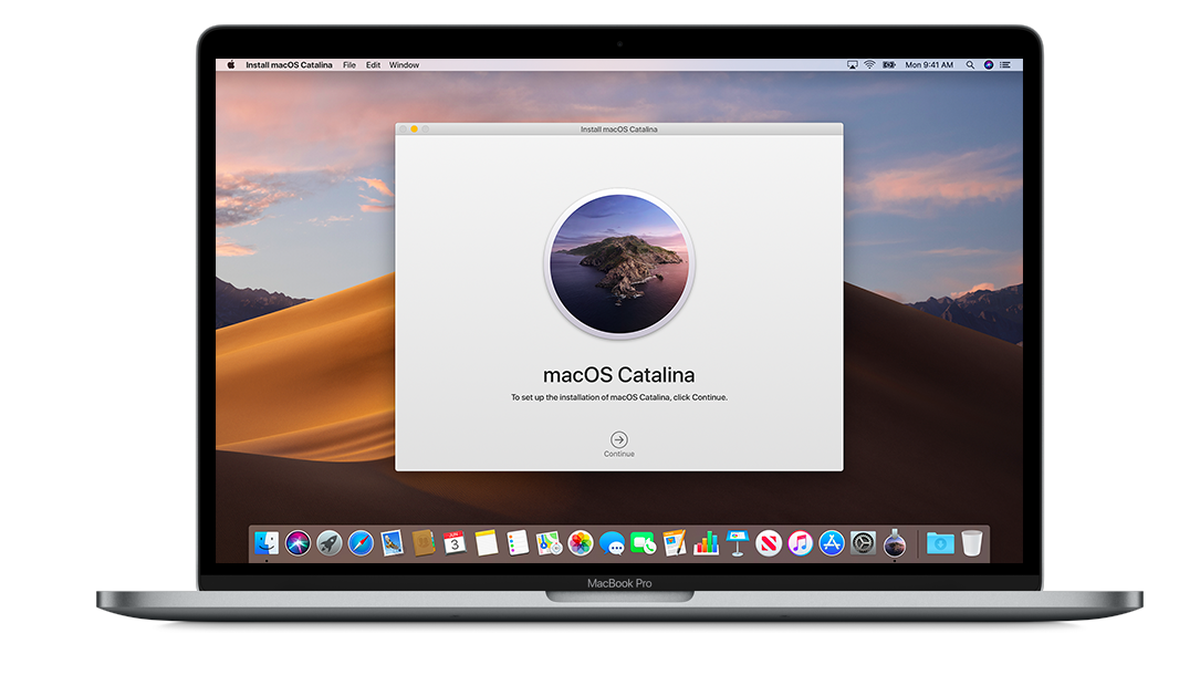 Install macOS Catalina File Edit Window Mon 9:41 AM
Install macOS Catalina
macOS Catalina
To set up the installation of macOS Catalina, click Continue.
Continue
JUN
3
MacBook Pro